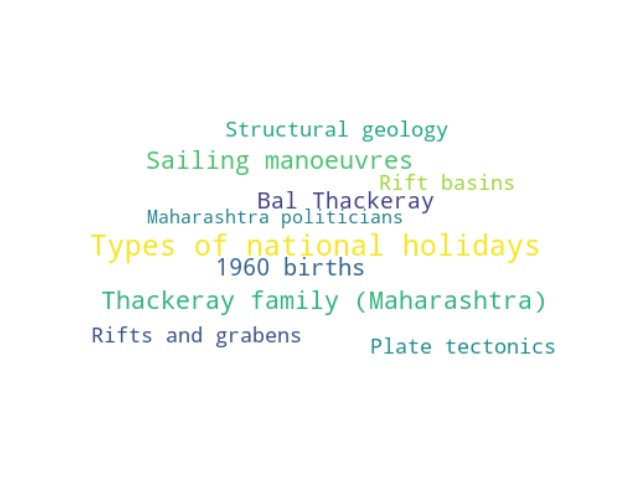 Structural geology
Sailing manoeuvres
Rift basins
Bal Thackeray
Maharashtra politicians
Types of national holidays
1960 births
Thackeray family (Maharashtra)
Rifts and grabens
Plate tectonics